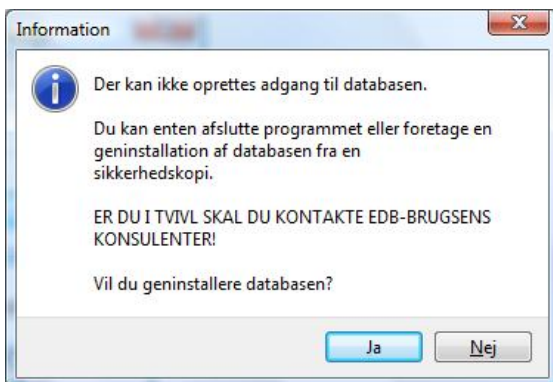 Information
Der kan ikke oprettes adgang til databasen.
Du kan enten afslutte programmet eller foretage en
geninstallation af databasen fra en
sikkerhedskopi.
ER DU I TVIVL SKAL DU KONTAKTE EDB-BRUGSENS
KONSULENTER!
Vil du geninstallere databasen?
Ja
Nej